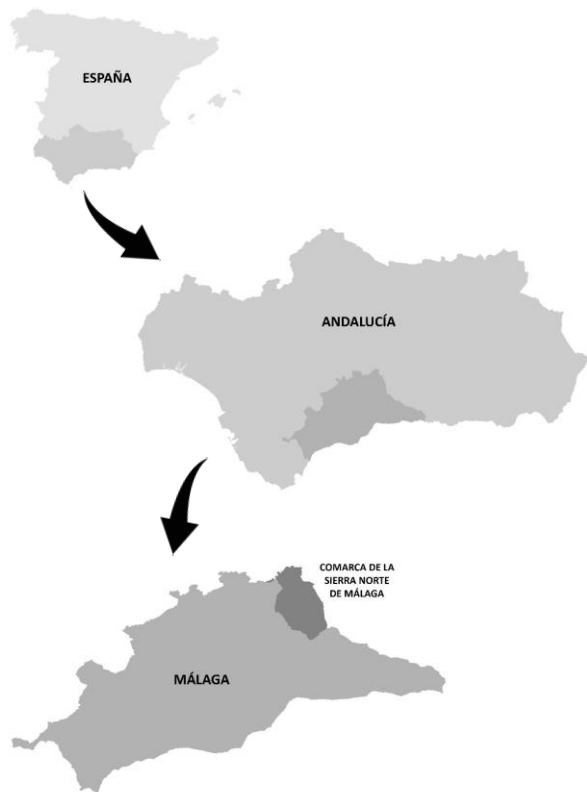 ESPAÑA
ANDALUCÍA
COMARCA DE LA
SIERRA NORTE
DE MÁLAGA
MÁLAGA